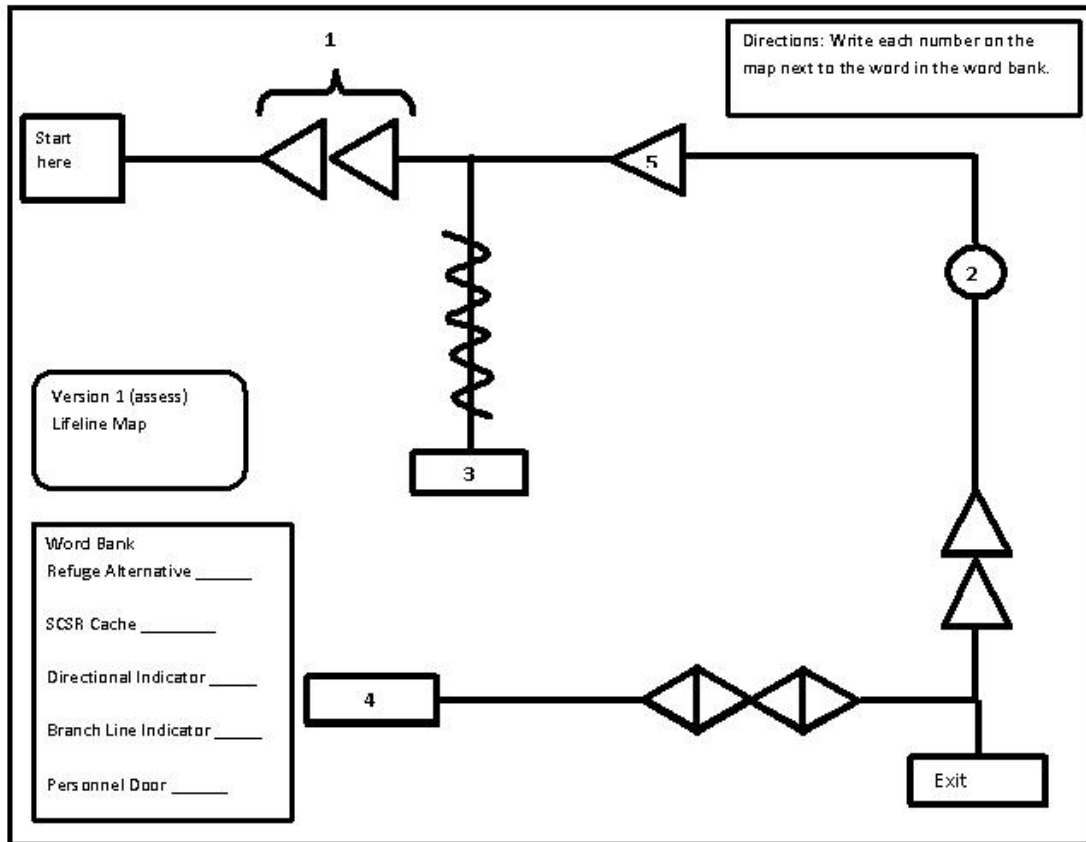 1
Directions: Write each number on the
map next to the word in the word bank.
Start
here
5
2
Version 1 (assess)
Lifeline Map
3
Word Bank
Refuge Alternative ______
SCSR Cache ________
Directional Indicator _____
Branch Line Indicator _____
Personnel Door ______
4
Exit